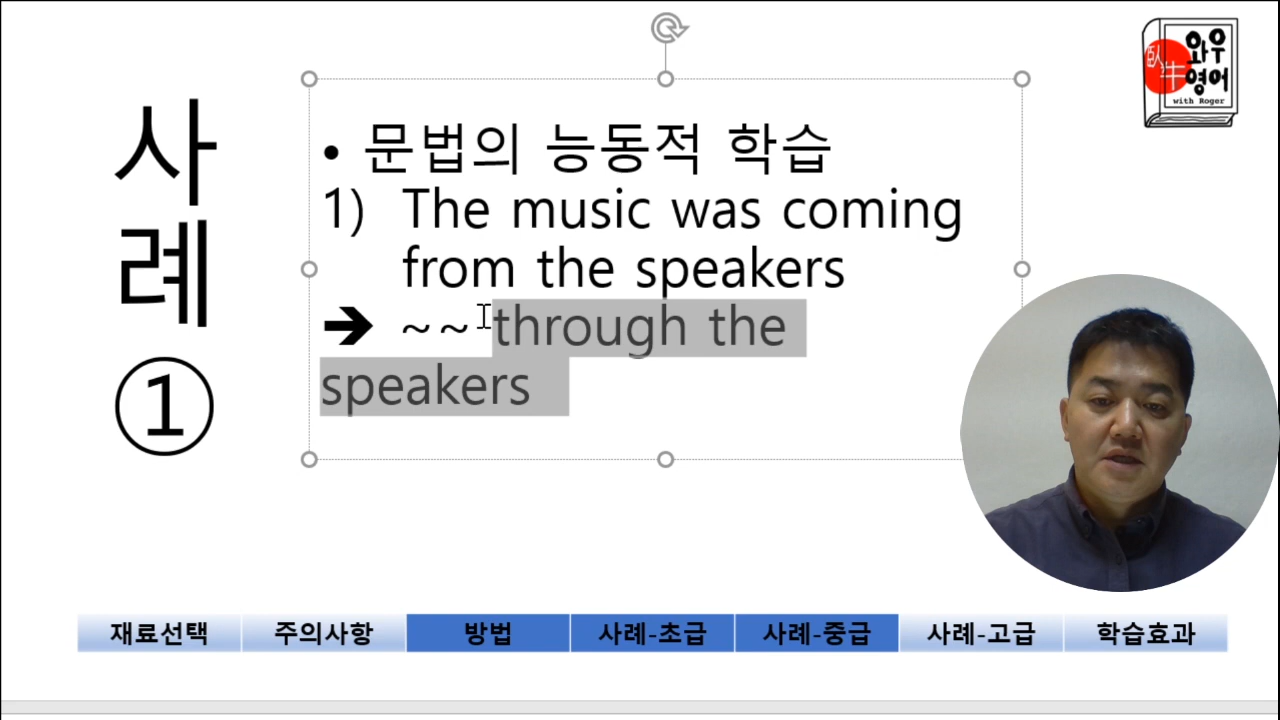 사
례
①
• 문법의 능동적 학습
1) The music was coming
from the speakers
➔ ~~ through the
speakers
臥牛
와우
영어
with Roger
재료선택 주의사항 방법 사례-초급 사례-중급 사례-고급 학습효과